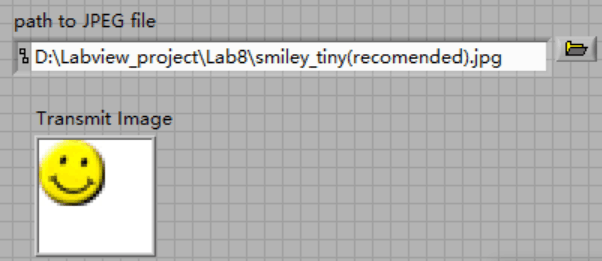 path to JPEG file
D:\Labview_project\Lab8\smiley_tiny(recomended).jpg
Transmit Image